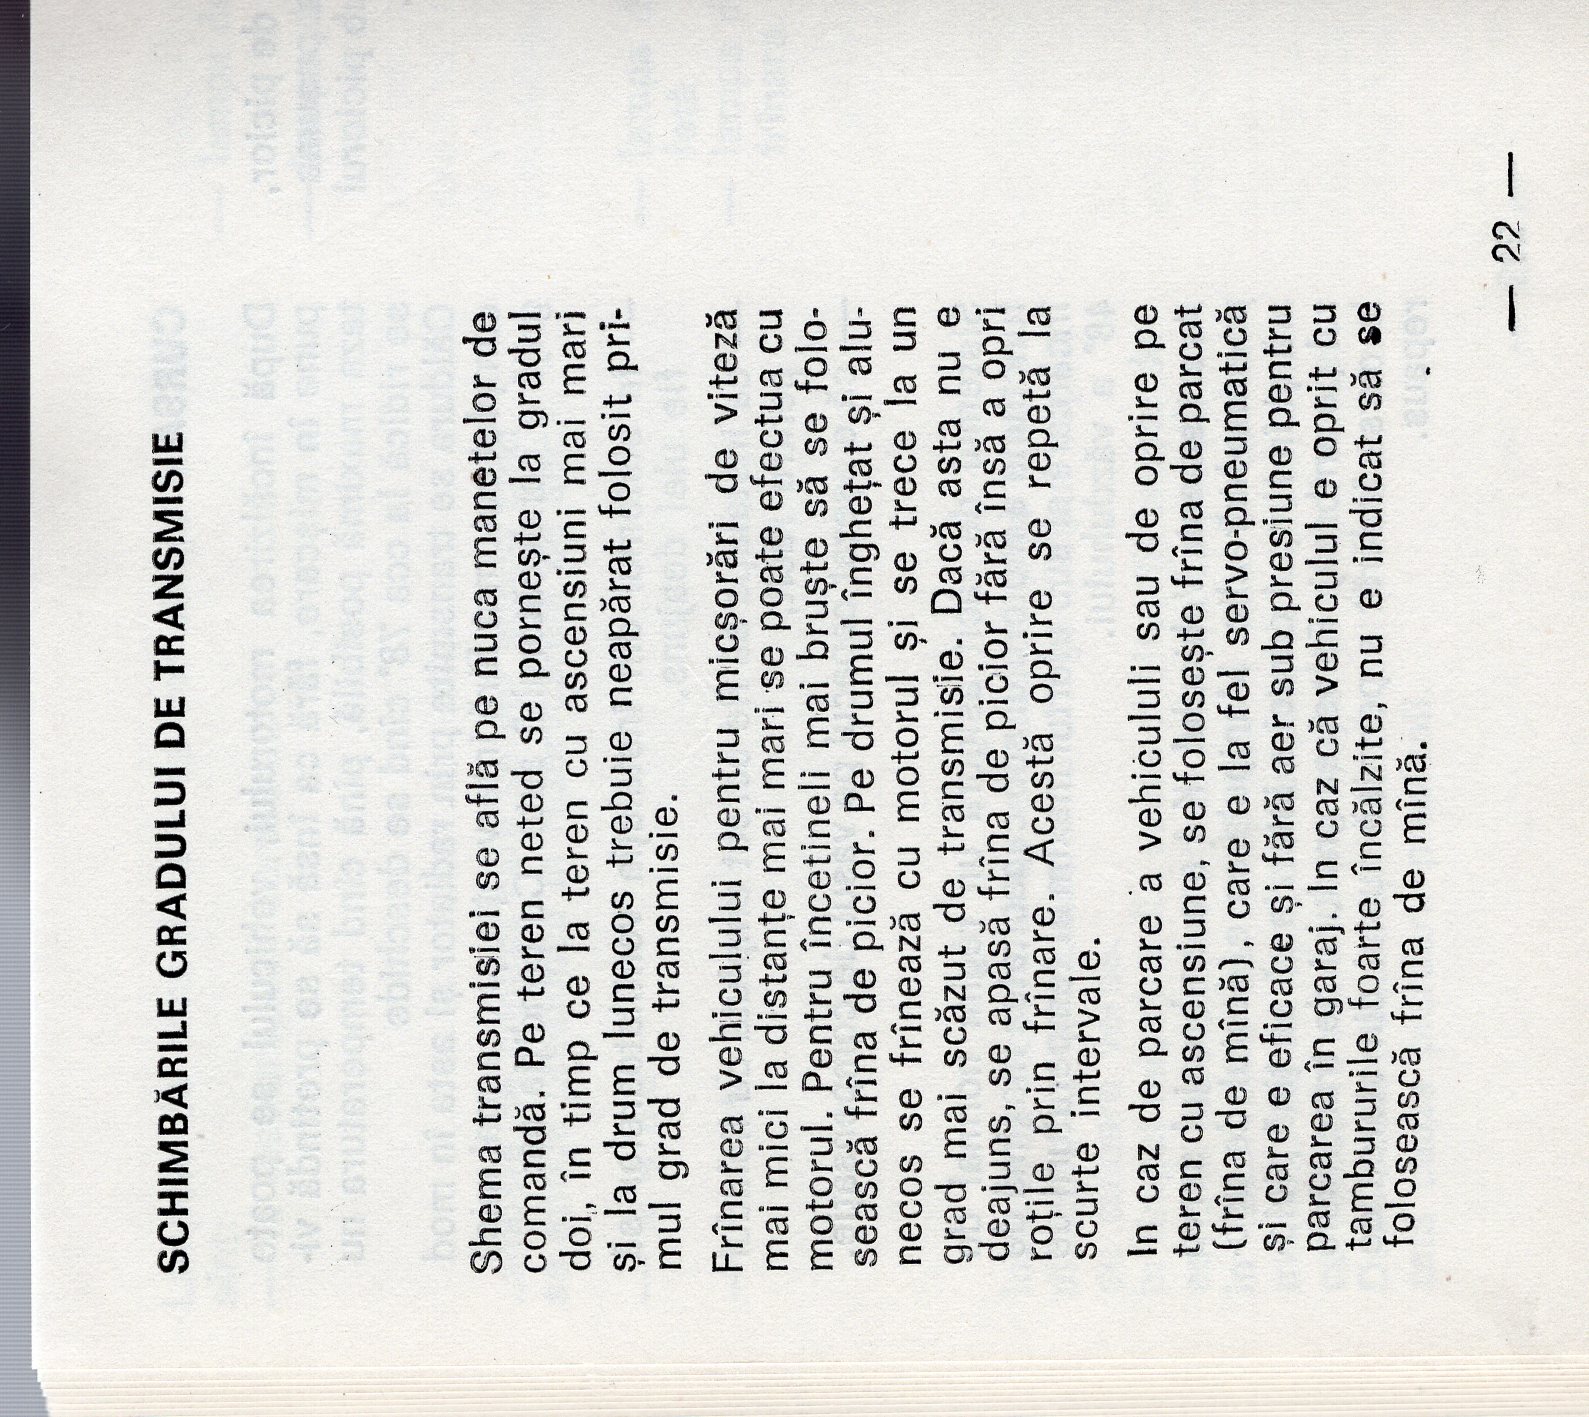 SCHIMBĂRILE GRADULUI DE TRANSMISIE
Shema transmisiei se află pe nuca manetelor de
comandă. Pe teren neted se pornește la gradul
doi, în timp ce la teren cu ascensiuni mai mari
și la drum lunecos trebuie neapărat folosit pri-
mul grad de transmisie.
Frînarea vehiculului pentru micșorări de viteză
mai mici la distanțe mai mari se poate efectua cu
motorul. Pentru încetineli mai bruște să se folo-
sească frîna de picior. Pe drumul înghețat și alu-
necos se frînează cu motorul și se trece la un
grad mai scăzut de transmisie. Dacă asta nu e
deajuns, se apasă frîna de picior fără însă a opri
roțile prin frînare. Acestă oprire se repetă la
scurte intervale.
In caz de parcare a vehiculului sau de oprire pe
teren cu ascensiune, se folosește frîna de parcat
(frîna de mînă), care e la fel servo-pneumatică
și care e eficace și fără aer sub presiune pentru
parcarea în garaj. In caz că vehiculul e oprit cu
tambururile foarte încălzite, nu e indicat să se
folosească frîna de mînă.
— 22 —